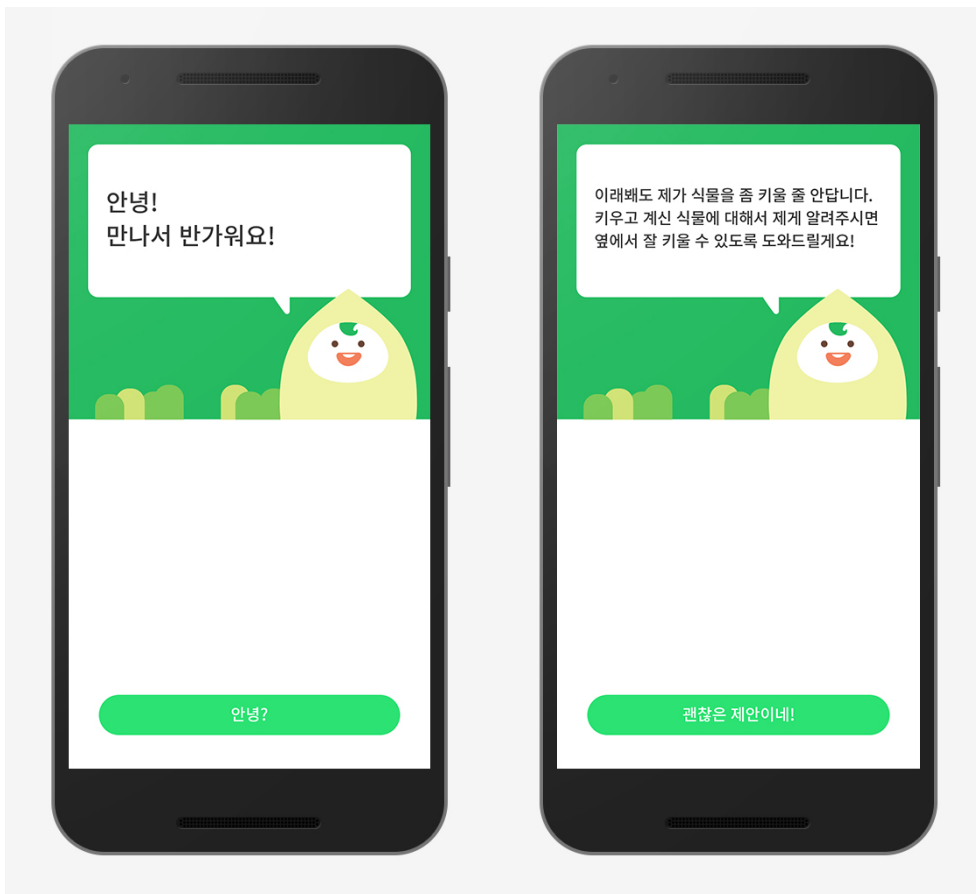 안녕!
만나서 반가워요!
안녕?
이래봬도 제가 식물을 좀 키울 줄 안답니다.
키우고 계신 식물에 대해서 제게 알려주시면
옆에서 잘 키울 수 있도록 도와드릴게요!
괜찮은 제안이네!